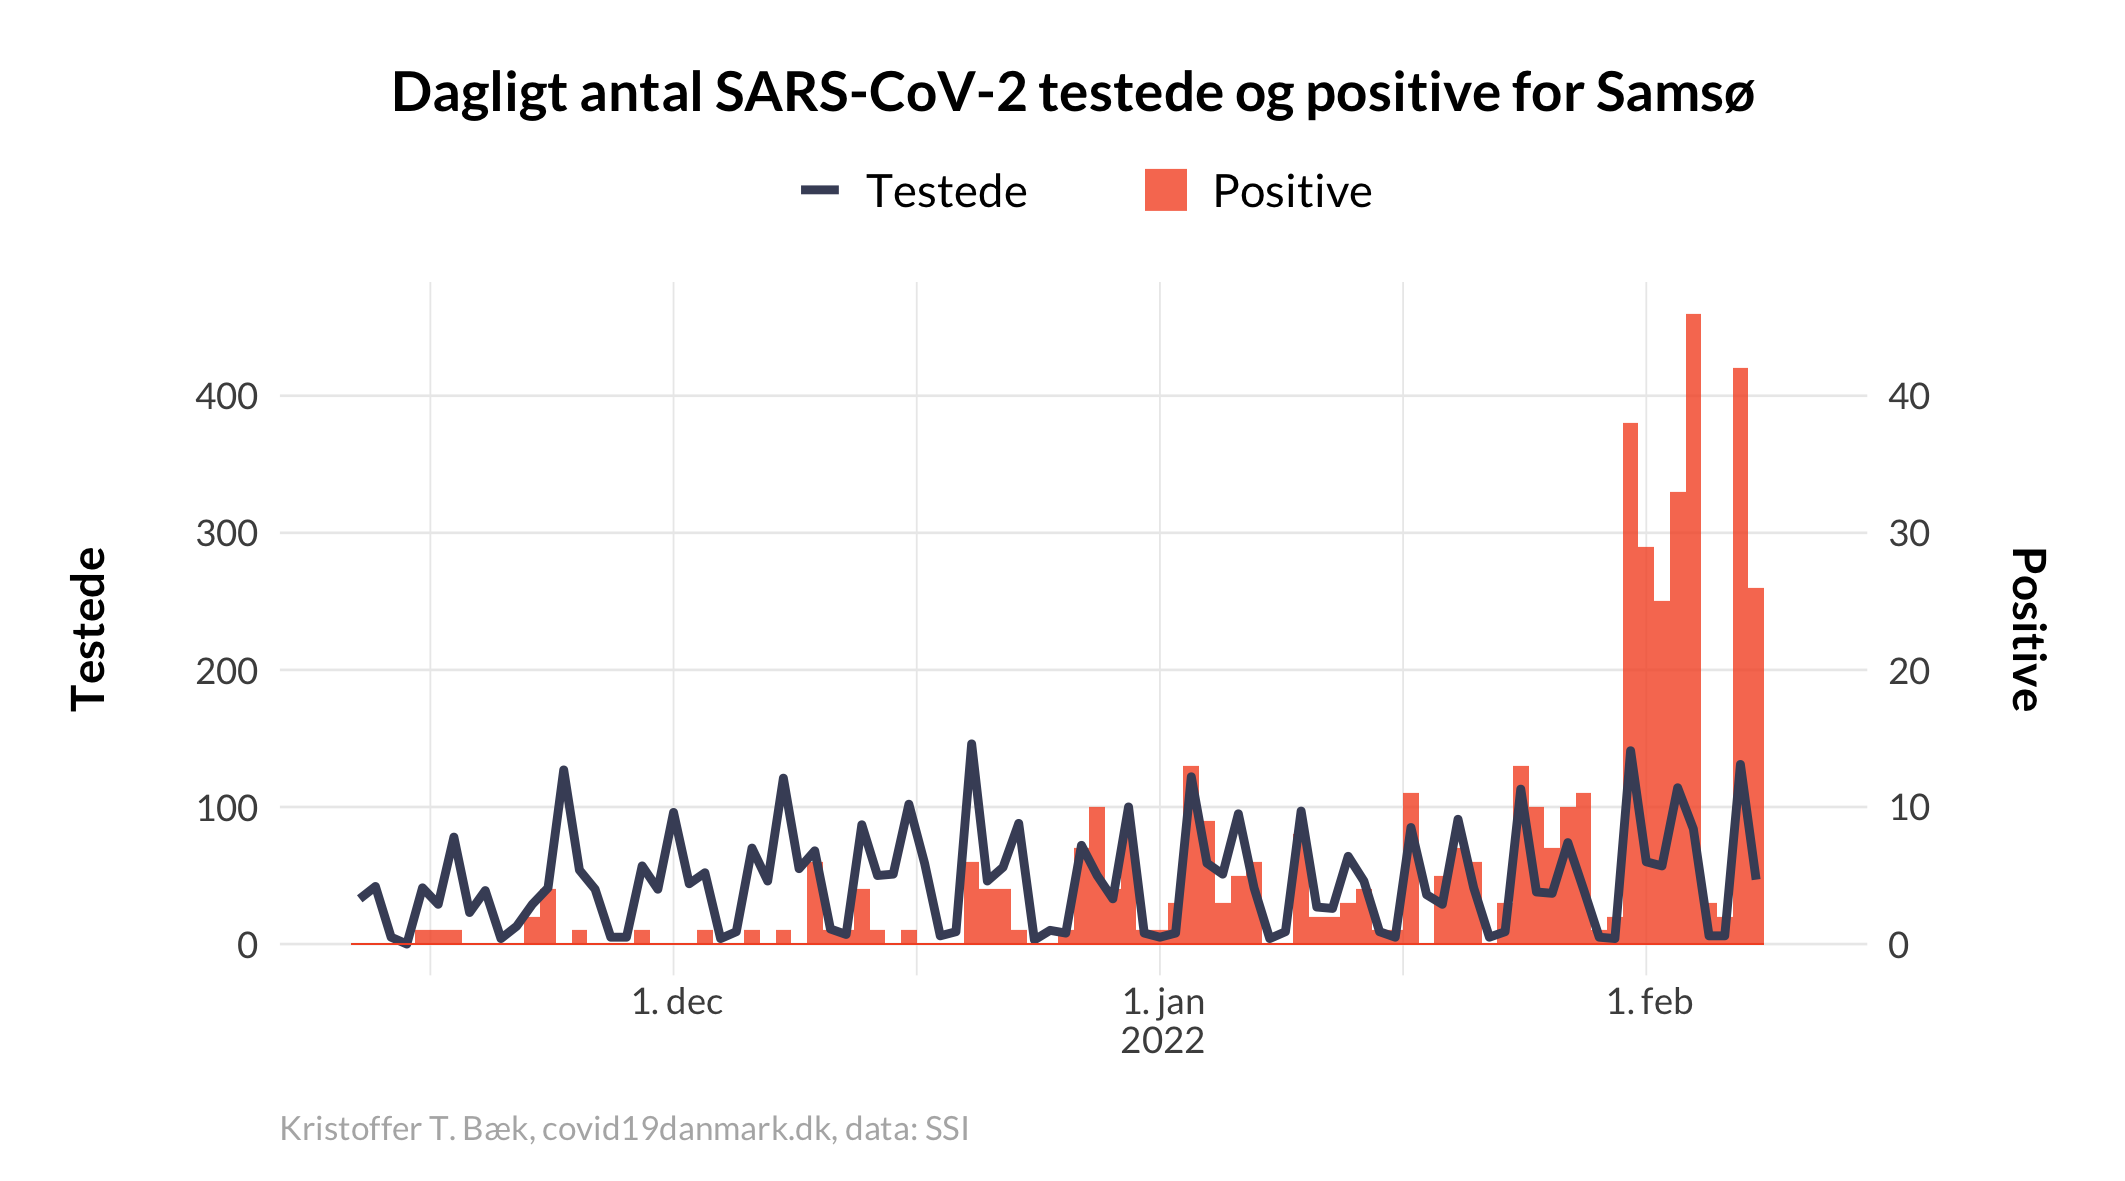 Dagligt antal SARS-CoV-2 testede og positive for Samsø
Testede
Positive
Testede
400
300
200
100
0
40
30
20
10
0
Positive
1. dec
1. jan
2022
1. feb
Kristoffer T. Bæk, covid19danmark.dk, data: SSI